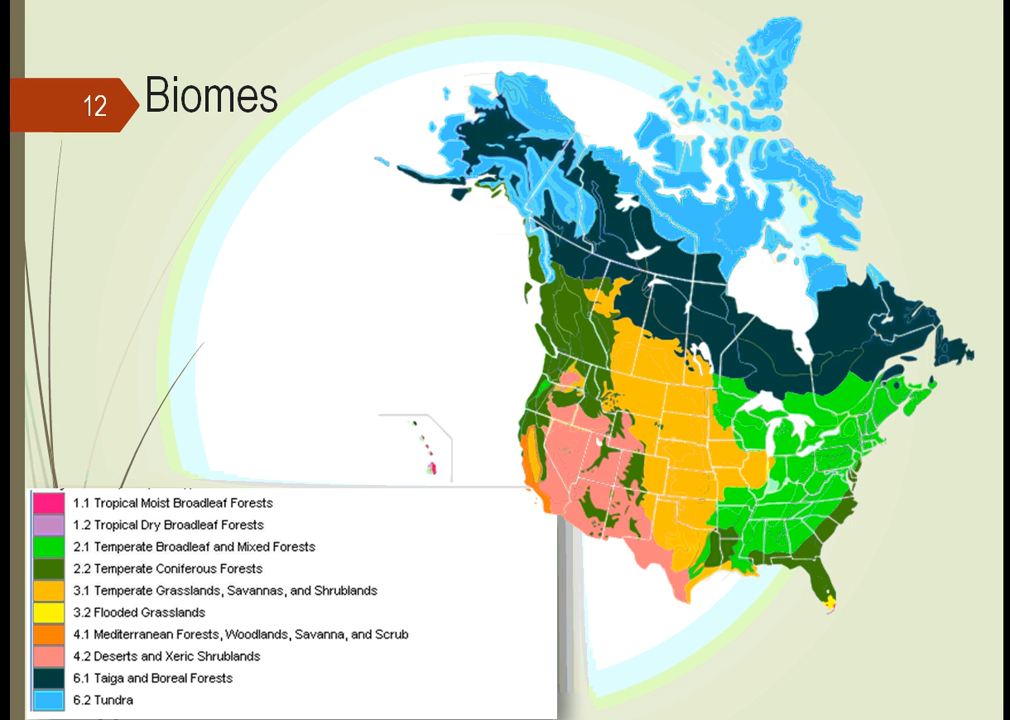 12
Biomes
1.1 Tropical Moist Broadleaf Forests
1.2 Tropical Dry Broadleaf Forests
2.1 Temperate Broadleaf and Mixed Forests
2.2 Temperate Coniferous Forests
3.1 Temperate Grasslands, Savannas, and Shrublands
3.2 Flooded Grasslands
4.1 Mediterranean Forests, Woodlands, Savanna, and Scrub
4.2 Deserts and Xeric Shrublands
6.1 Taiga and Boreal Forests
6.2 Tundra